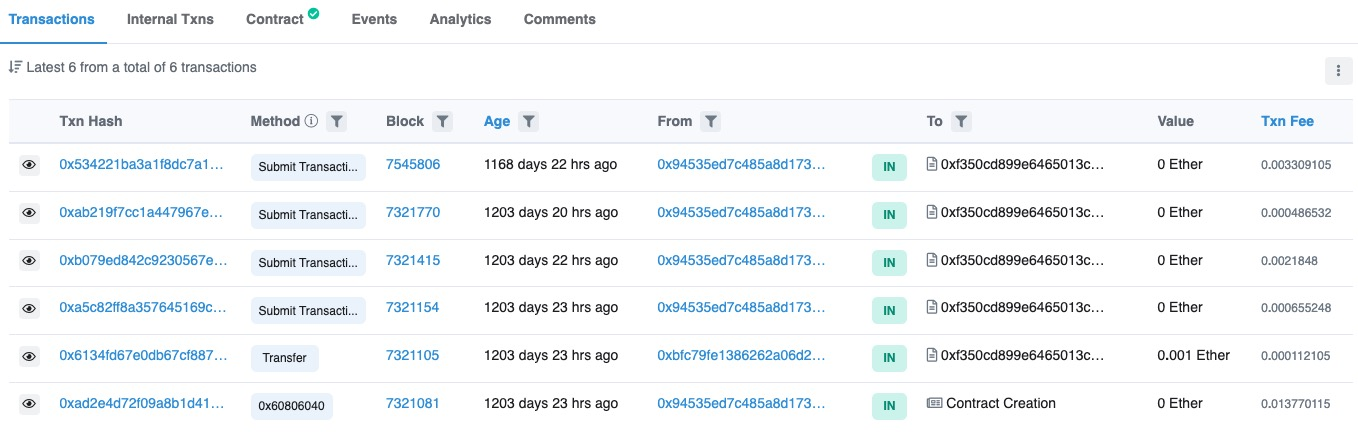 Transactions Internal Txns Contract Events Analytics Comments
Latest 6 from a total of 6 transactions
Txn Hash Method Block Age From To Value Txn Fee
0x534221ba3a1f8dc7a1... Submit Transacti... 7545806 1168 days 22 hrs ago 0x94535ed7c485a8d173... IN 0xf350cd899e6465013c... 0 Ether 0.003309105
0xab219f7cc1a447967e... Submit Transacti... 7321770 1203 days 20 hrs ago 0x94535ed7c485a8d173... IN 0xf350cd899e6465013c... 0 Ether 0.000486532
0xb079ed842c9230567e... Submit Transacti... 7321415 1203 days 22 hrs ago 0x94535ed7c485a8d173... IN 0xf350cd899e6465013c... 0 Ether 0.0021848
0xa5c82ff8a357645169c... Submit Transacti... 7321154 1203 days 23 hrs ago 0x94535ed7c485a8d173... IN 0xf350cd899e6465013c... 0 Ether 0.000655248
0x6134fd67e0db67cf887... Transfer 7321105 1203 days 23 hrs ago 0xbfc79fe1386262a06d2... IN 0xf350cd899e6465013c... 0.001 Ether 0.000112105
0xad2e4d72f09a8b1d41... 0x60806040 7321081 1203 days 23 hrs ago 0x94535ed7c485a8d173... IN Contract Creation 0 Ether 0.013770115